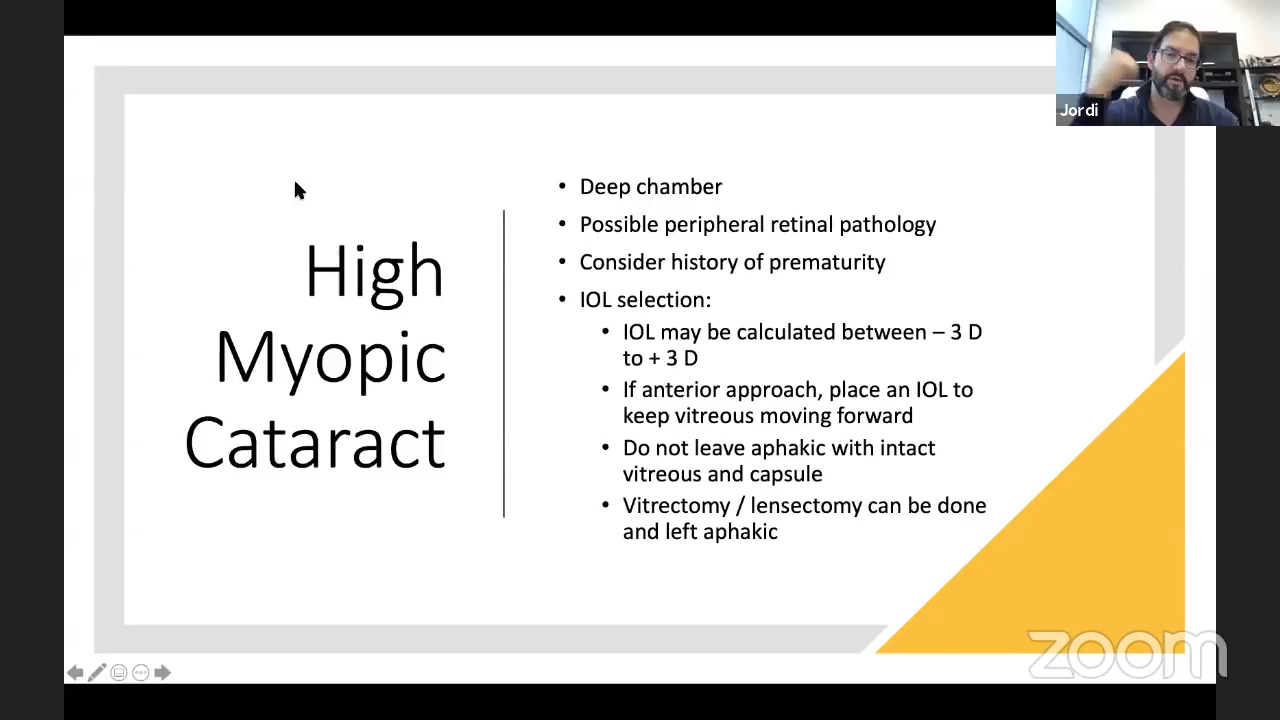 Jordi
High
Myopic
Cataract
• Deep chamber
• Possible peripheral retinal pathology
• Consider history of prematurity
• IOL selection:
• IOL may be calculated between – 3 D
to + 3 D
• If anterior approach, place an IOL to
keep vitreous moving forward
• Do not leave aphakic with intact
vitreous and capsule
• Vitrectomy / lensectomy can be done
and left aphakic
zoom